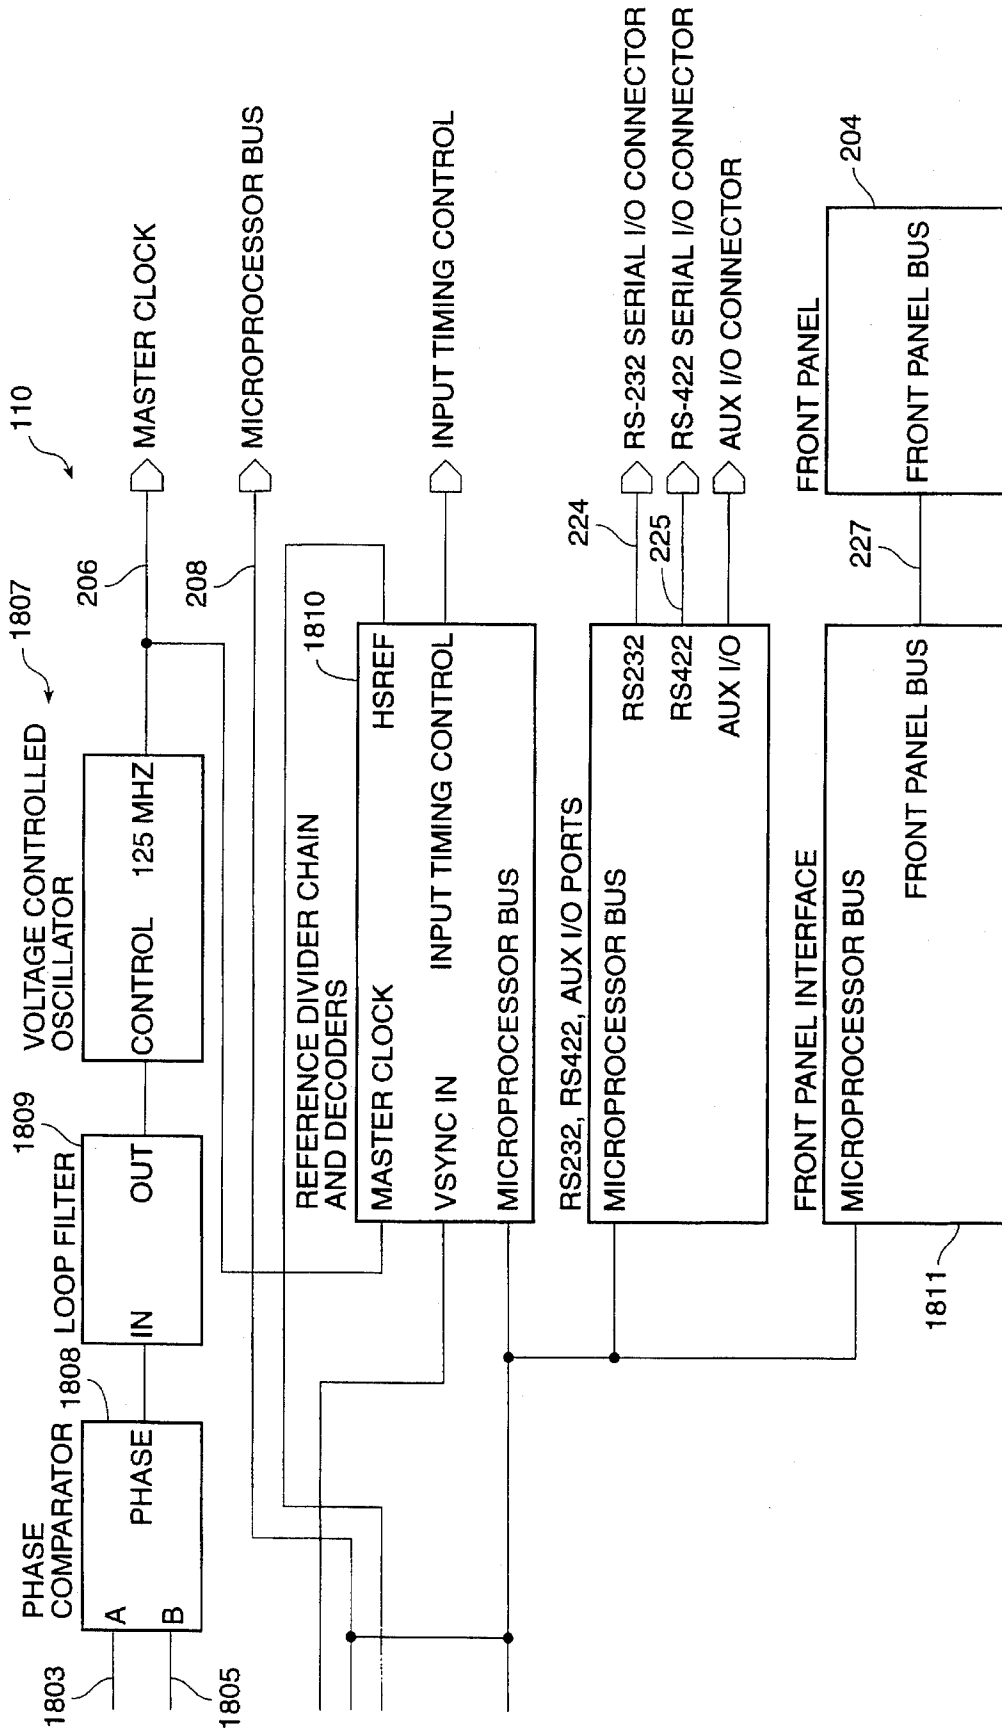 110
PHASE
COMPARATOR
1808
A
B
PHASE
1803
1805
LOOP FILTER
1809
IN
OUT
VOLTAGE CONTROLLED
OSCILLATOR
1807
CONTROL
125 MHZ
206
MASTER CLOCK
208
MICROPROCESSOR BUS
REFERENCE DIVIDER CHAIN
AND DECODERS
1810
MASTER CLOCK
HSREF
VSYNC IN
INPUT TIMING CONTROL
MICROPROCESSOR BUS
INPUT TIMING CONTROL
RS232, RS422, AUX I/O PORTS
MICROPROCESSOR BUS
RS232
RS422
AUX I/O
224
225
RS-232 SERIAL I/O CONNECTOR
RS-422 SERIAL I/O CONNECTOR
AUX I/O CONNECTOR
FRONT PANEL INTERFACE
MICROPROCESSOR BUS
FRONT PANEL BUS
1811
227
FRONT PANEL
204
FRONT PANEL BUS